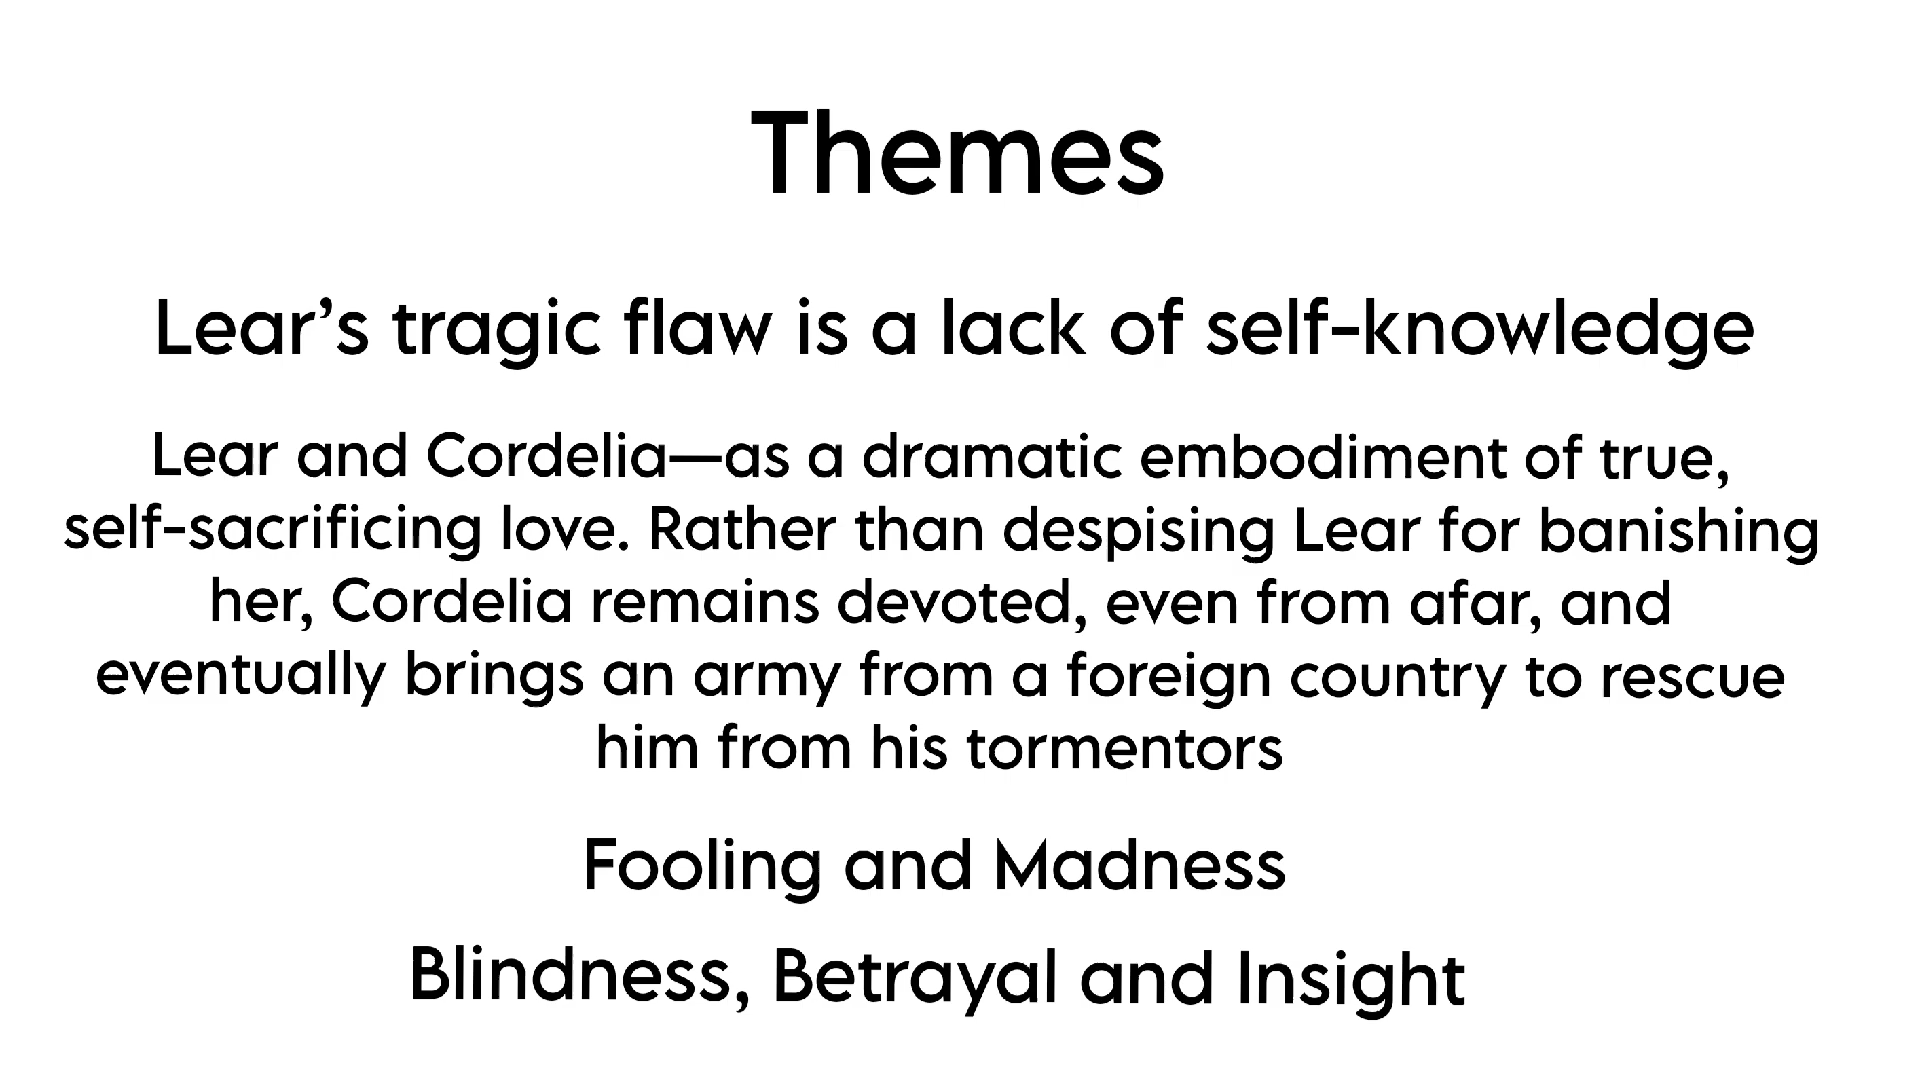 Themes
Lear’s tragic flaw is a lack of self-knowledge
Lear and Cordelia—as a dramatic embodiment of true,
self-sacrificing love. Rather than despising Lear for banishing
her, Cordelia remains devoted, even from afar, and
eventually brings an army from a foreign country to rescue
him from his tormentors
Fooling and Madness
Blindness, Betrayal and Insight